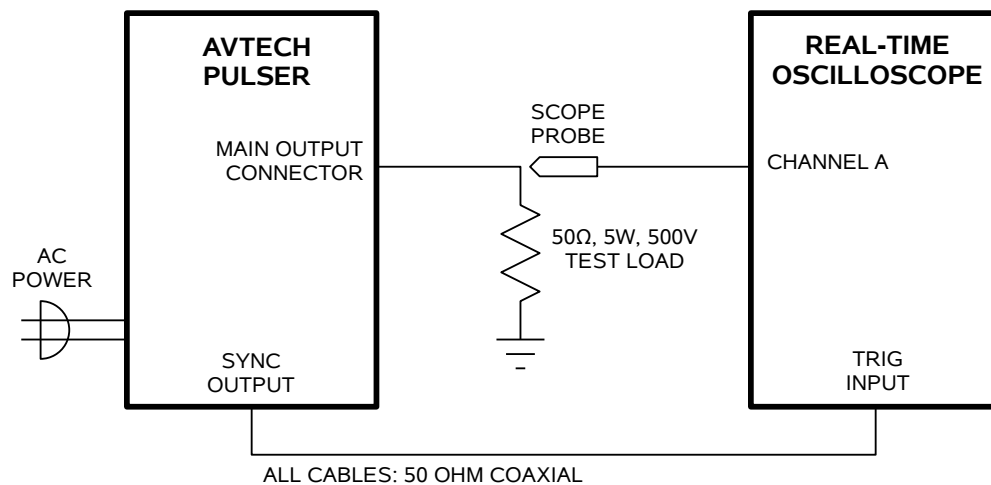 AVTECH
PULSER
REAL-TIME
OSCILLOSCOPE
SCOPE
PROBE
MAIN OUTPUT
CONNECTOR
CHANNEL A
50Ω, 5W, 500V
TEST LOAD
AC
POWER
SYNC
OUTPUT
TRIG
INPUT
ALL CABLES: 50 OHM COAXIAL